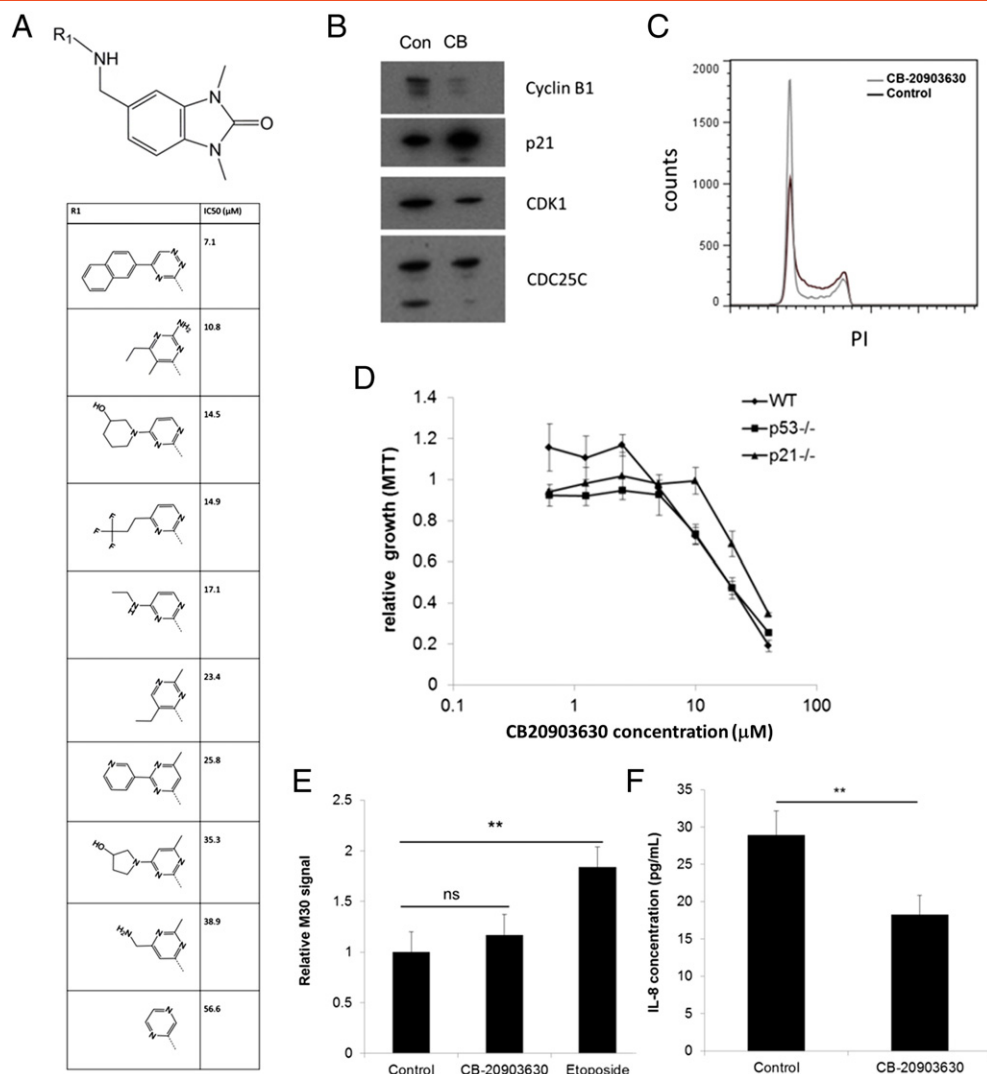 A
R1
NH
N
O
N
R1 IC50 (µM)
7.1
N
N
N
10.8
NH2
N
N
14.5
HO
N
N
N
14.9
F
F
F
N
N
17.1
N
H
N
N
23.4
N
N
25.8
N
N
N
35.3
HO
N
N
N
38.9
H2N
N
N
56.6
N
N
B
Con CB
Cyclin B1
p21
CDK1
CDC25C
C
2000
1500
1000
500
0
counts
PI
CB-20903630
Control
D
1.4
1.2
1
0.8
0.6
0.4
0.2
0
relative growth (MTT)
0.1 1 10 100
CB20903630 concentration (µM)
WT
p53-/-
p21-/-
E
2.5
2
1.5
1
0.5
0
Relative M30 signal
**
ns
Control CB-20903630 Etoposide
F
35
30
25
20
15
10
5
0
IL-8 concentration (pg/mL)
**
Control CB-20903630